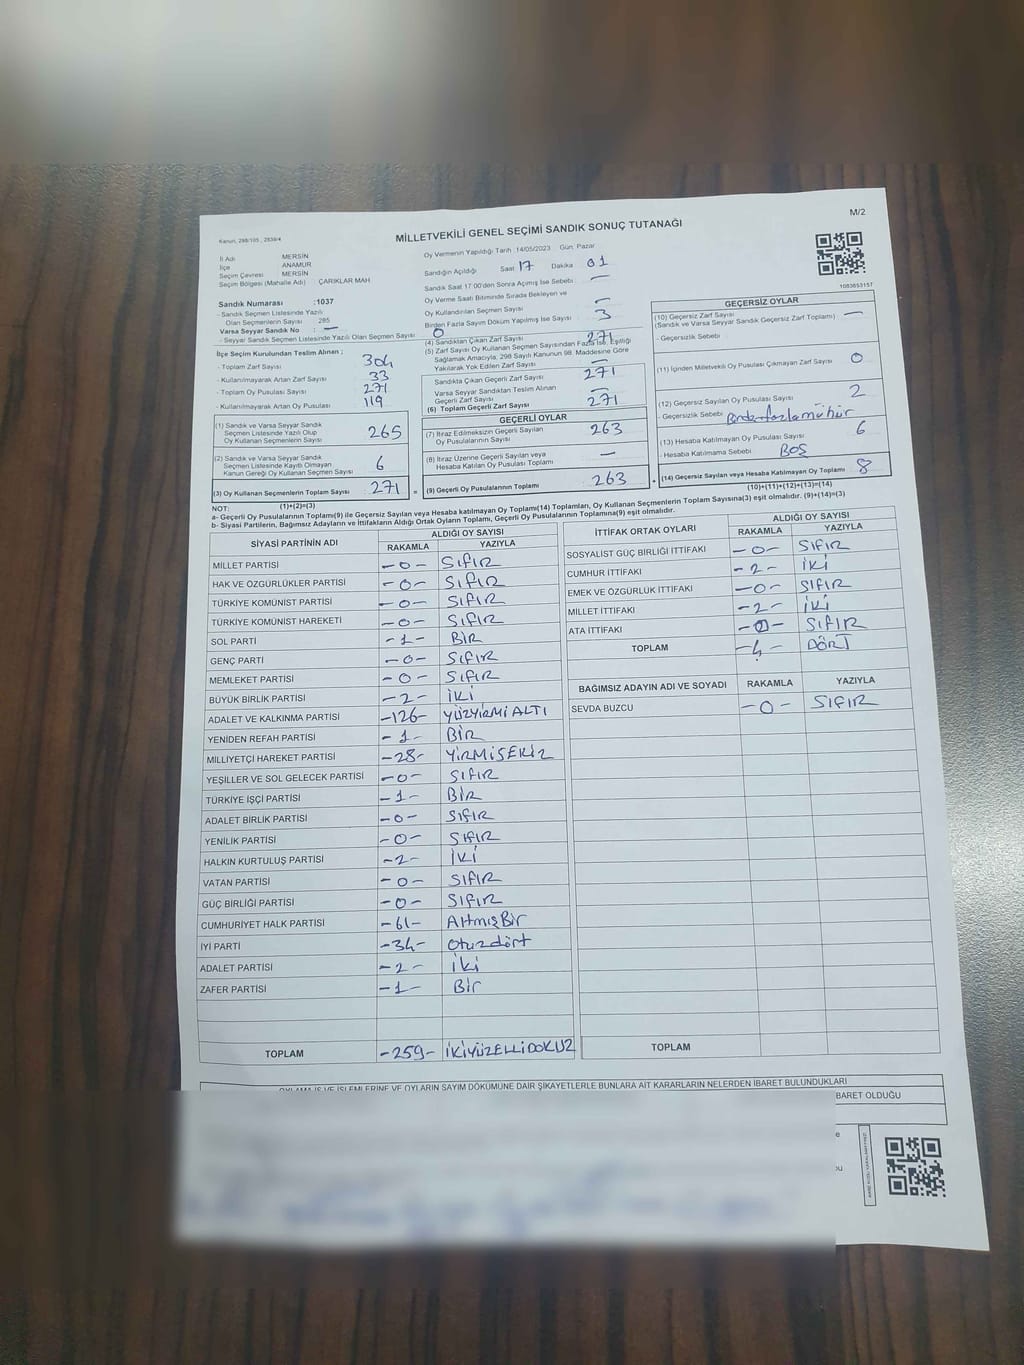 M/2
Kanun, 298/105 , 2839/4
MİLLETVEKİLİ GENEL SEÇİMİ SANDIK SONUÇ TUTANAĞI
İl Adı MERSİN
İlçe ANAMUR
Seçim Çevresi MERSİN
Seçim Bölgesi (Mahalle Adı) ÇARIKLAR MAH
Sandık Numarası :1037
- Sandık Seçmen Listesinde Yazılı
Olan Seçmenlerin Sayısı 285
Varsa Seyyar Sandık No : —
- Seyyar Sandık Seçmen Listesinde Yazılı Olan Seçmen Sayısı 0
Oy Vermenin Yapıldığı Tarih :14/05/2023 Gün, Pazar
Sandığın Açıldığı Saat 17 Dakika 01
Sandık Saat 17:00'den Sonra Açılmış İse Sebebi : —
Oy Verme Saati Bitiminde Sırada Bekleyen ve
Oy Kullandırılan Seçmen Sayısı —
Birden Fazla Sayım Döküm Yapılmış İse Sayısı : 3
1083653157
İlçe Seçim Kurulundan Teslim Alınan ;
- Toplam Zarf Sayısı 304
- Kullanılmayarak Artan Zarf Sayısı 33
- Toplam Oy Pusulası Sayısı 271
- Kullanılmayarak Artan Oy Pusulası 119
(1) Sandık ve Varsa Seyyar Sandık
Seçmen Listesinde Yazılı Olup
Oy Kullanan Seçmenlerin Sayısı 265
(2) Sandık ve Varsa Seyyar Sandık
Seçmen Listesinde Kayıtlı Olmayan
Kanun Gereği Oy Kullanan Seçmen Sayısı 6
(3) Oy Kullanan Seçmenlerin Toplam Sayısı 271
(1)+(2)=(3)
(4) Sandıktan Çıkan Zarf Sayısı 271
(5) Zarf Sayısı Oy Kullanan Seçmen Sayısından Fazla İse, Eşitliği
Sağlamak Amacıyla, 298 Sayılı Kanunun 98. Maddesine Göre
Yakılarak Yok Edilen Zarf Sayısı —
Sandıkta Çıkan Geçerli Zarf Sayısı 271
Varsa Seyyar Sandıktan Teslim Alınan
Geçerli Zarf Sayısı —
(6) Toplam Geçerli Zarf Sayısı 271
GEÇERLİ OYLAR
(7) İtiraz Edilmeksizin Geçerli Sayılan
Oy Pusulalarının Sayısı 263
(8) İtiraz Üzerine Geçerli Sayılan veya
Hesaba Katılan Oy Pusulası Toplamı —
(9) Geçerli Oy Pusulalarının Toplamı 263
GEÇERSİZ OYLAR
(10) Geçersiz Zarf Sayısı —
(Sandık ve Varsa Seyyar Sandık Geçersiz Zarf Toplamı)
- Geçersizlik Sebebi
(11) İçinden Milletvekili Oy Pusulası Çıkmayan Zarf Sayısı 0
(12) Geçersiz Sayılan Oy Pusulası Sayısı 2
- Geçersizlik Sebebi Birden fazla mühür
(13) Hesaba Katılmayan Oy Pusulası Sayısı 6
- Hesaba Katılmama Sebebi BOŞ
(14) Geçersiz Sayılan veya Hesaba Katılmayan Oy Toplamı 8
(10)+(11)+(12)+(13)=(14)
NOT:
a- Geçerli Oy Pusulalarının Toplamı(9) ile Geçersiz Sayılan veya Hesaba katılmayan Oy Toplamı(14) Toplamları, Oy Kullanan Seçmenlerin Toplam Sayısına(3) eşit olmalıdır. (9)+(14)=(3)
b- Siyasi Partilerin, Bağımsız Adayların ve İttifakların Aldığı Ortak Oyların Toplamı, Geçerli Oy Pusulalarının Toplamına(9) eşit olmalıdır.
SİYASİ PARTİNİN ADI ALDIĞI OY SAYISI
RAKAMLA YAZIYLA
MİLLET PARTİSİ -0- SIFIR
HAK VE ÖZGÜRLÜKLER PARTİSİ -0- SIFIR
TÜRKİYE KOMÜNİST PARTİSİ -0- SIFIR
TÜRKİYE KOMÜNİST HAREKETİ -0- SIFIR
SOL PARTİ -1- BİR
GENÇ PARTİ -0- SIFIR
MEMLEKET PARTİSİ -0- SIFIR
BÜYÜK BİRLİK PARTİSİ -2- İKİ
ADALET VE KALKINMA PARTİSİ -126- YÜZYİRMİALTI
YENİDEN REFAH PARTİSİ -1- BİR
MİLLİYETÇİ HAREKET PARTİSİ -28- YİRMİSEKİZ
YEŞİLLER VE SOL GELECEK PARTİSİ -0- SIFIR
TÜRKİYE İŞÇİ PARTİSİ -1- BİR
ADALET BİRLİK PARTİSİ -0- SIFIR
YENİLİK PARTİSİ -0- SIFIR
HALKIN KURTULUŞ PARTİSİ -2- İKİ
VATAN PARTİSİ -0- SIFIR
GÜÇ BİRLİĞİ PARTİSİ -0- SIFIR
CUMHURİYET HALK PARTİSİ -61- AltmışBir
İYİ PARTİ -34- Otuzdört
ADALET PARTİSİ -2- İki
ZAFER PARTİSİ -1- Bir
TOPLAM -259- İKİYÜZELLİDOKUZ
İTTİFAK ORTAK OYLARI ALDIĞI OY SAYISI
RAKAMLA YAZIYLA
SOSYALİST GÜÇ BİRLİĞİ İTTİFAKI -0- SIFIR
CUMHUR İTTİFAKI -2- İKİ
EMEK VE ÖZGÜRLÜK İTTİFAKI -0- SIFIR
MİLLET İTTİFAKI -2- İKİ
ATA İTTİFAKI -0- SIFIR
TOPLAM -4- DÖRT
BAĞIMSIZ ADAYIN ADI VE SOYADI RAKAMLA YAZIYLA
SEVDA BUZCU -0- SIFIR
TOPLAM
OYLAMA İŞ VE İŞLEMLERİNE VE OYLARIN SAYIM DÖKÜMÜNE DAİR ŞİKAYETLERLE BUNLARA AİT KARARLARIN NELERDEN İBARET BULUNDUKLARI
BARET OLDUĞU